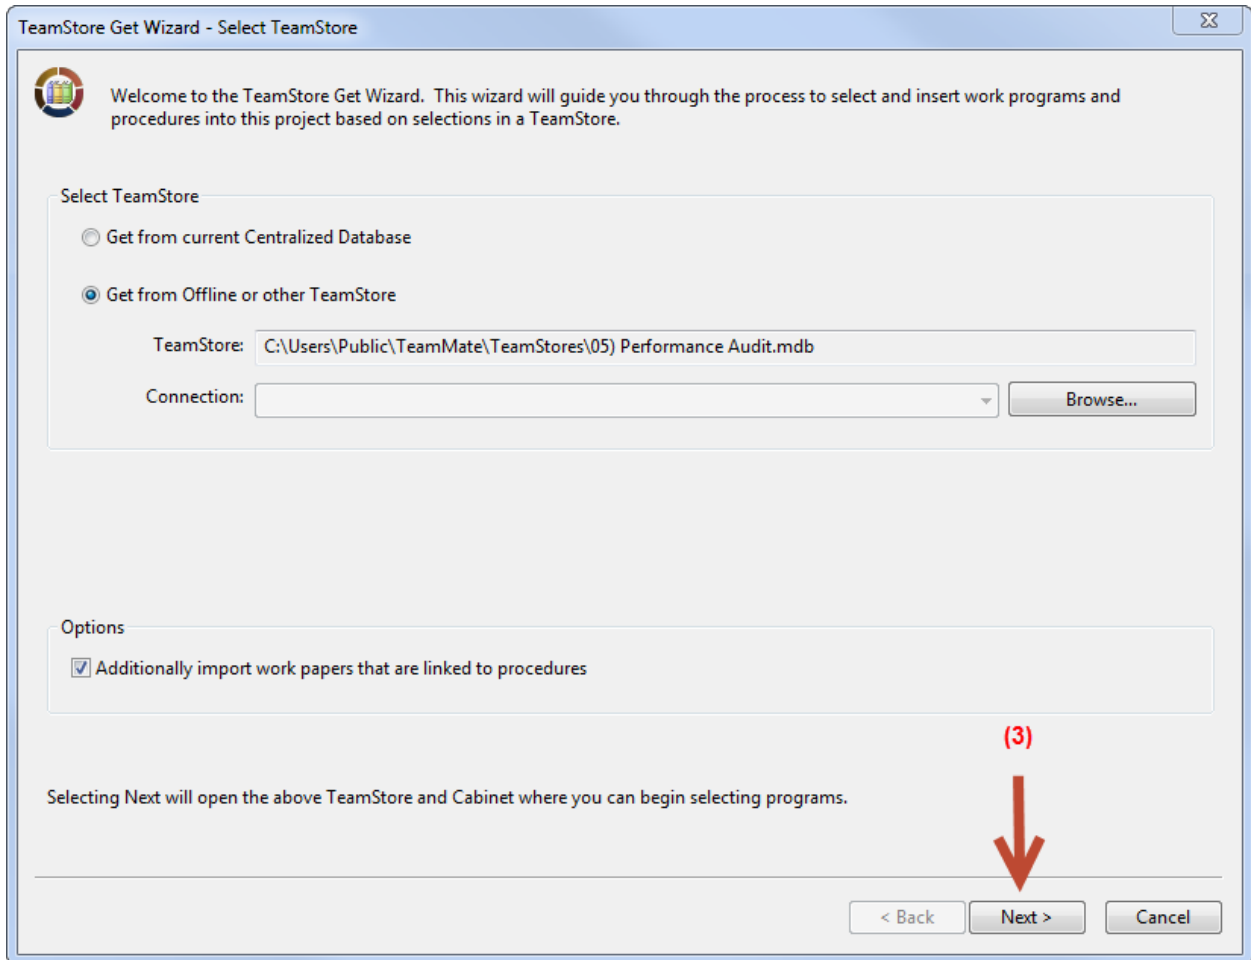 TeamStore Get Wizard - Select TeamStore
Welcome to the TeamStore Get Wizard. This wizard will guide you through the process to select and insert work programs and
procedures into this project based on selections in a TeamStore.
Select TeamStore
Get from current Centralized Database
Get from Offline or other TeamStore
TeamStore: C:\Users\Public\TeamMate\TeamStores\05) Performance Audit.mdb
Connection: Browse...
Options
Additionally import work papers that are linked to procedures
(3)
Selecting Next will open the above TeamStore and Cabinet where you can begin selecting programs.
< Back Next > Cancel